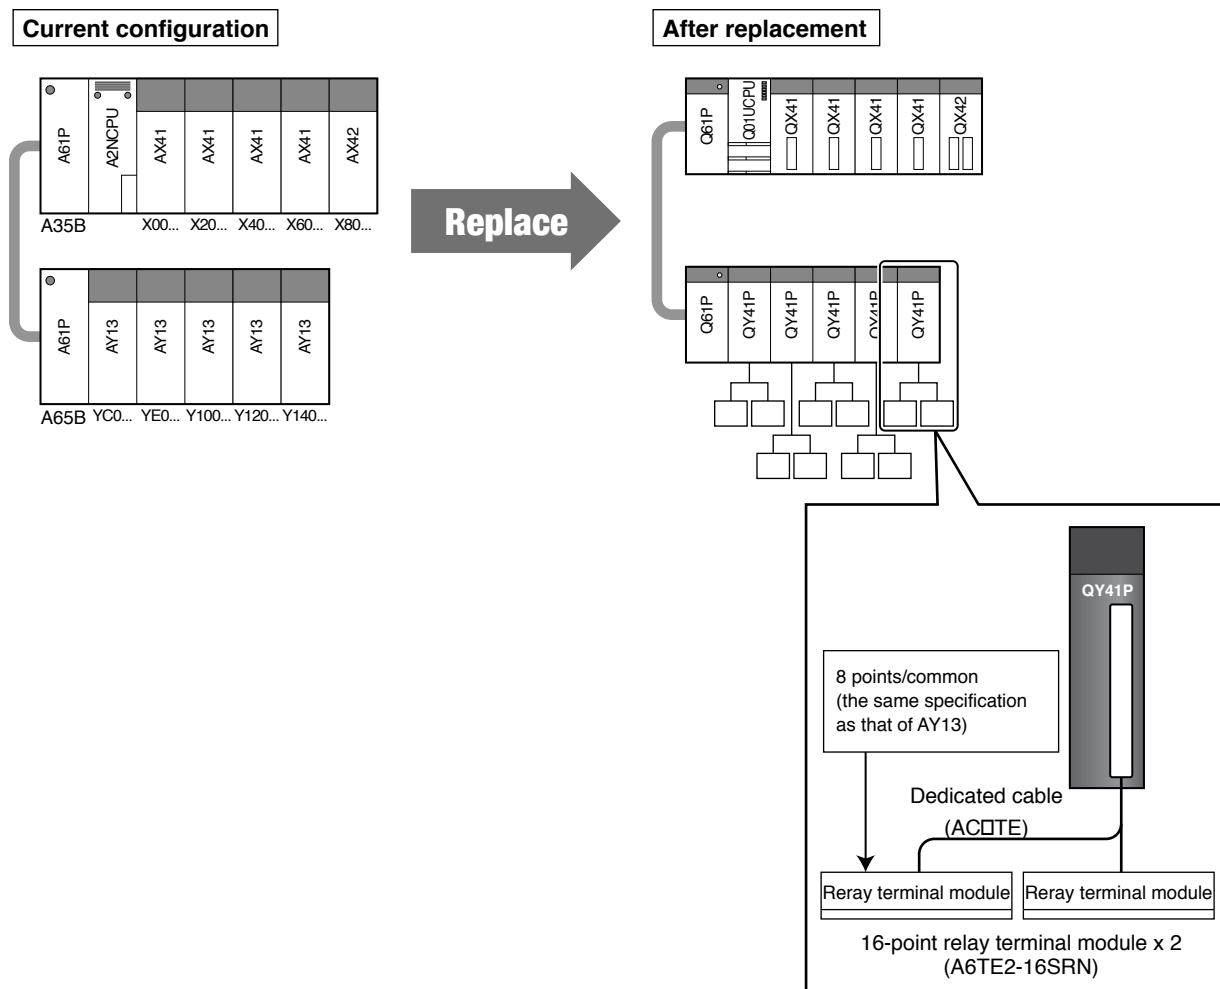 Current configuration
After replacement
A61P
A2NCPU
AX41
AX41
AX41
AX41
AX42
A35B
X00...
X20...
X40...
X60...
X80...
A61P
AY13
AY13
AY13
AY13
AY13
A65B
YC0...
YE0...
Y100...
Y120...
Y140...
Replace
Q61P
Q01UCPU
QX41
QX41
QX41
QX41
QX42
Q61P
QY41P
QY41P
QY41P
QY41P
QY41P
QY41P
8 points/common
(the same specification
as that of AY13)
Dedicated cable
(AC□TE)
Reray terminal module
Reray terminal module
16-point relay terminal module x 2
(A6TE2-16SRN)